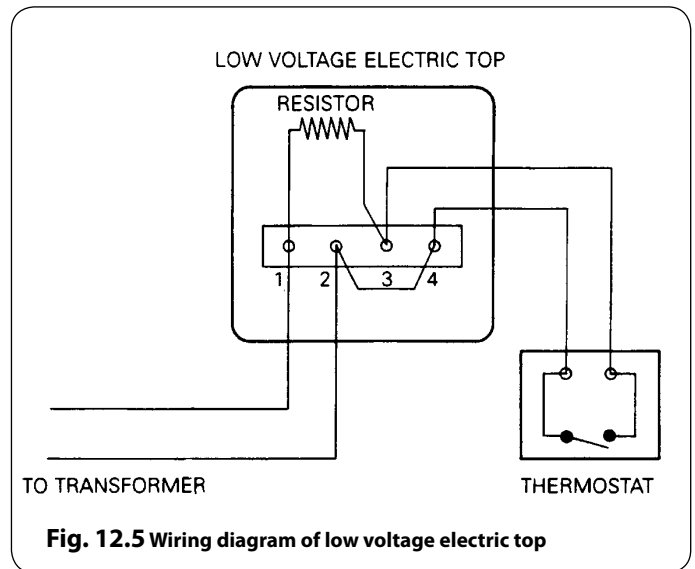 LOW VOLTAGE ELECTRIC TOP
RESISTOR
1 2 3 4
TO TRANSFORMER
THERMOSTAT
Fig. 12.5 Wiring diagram of low voltage electric top